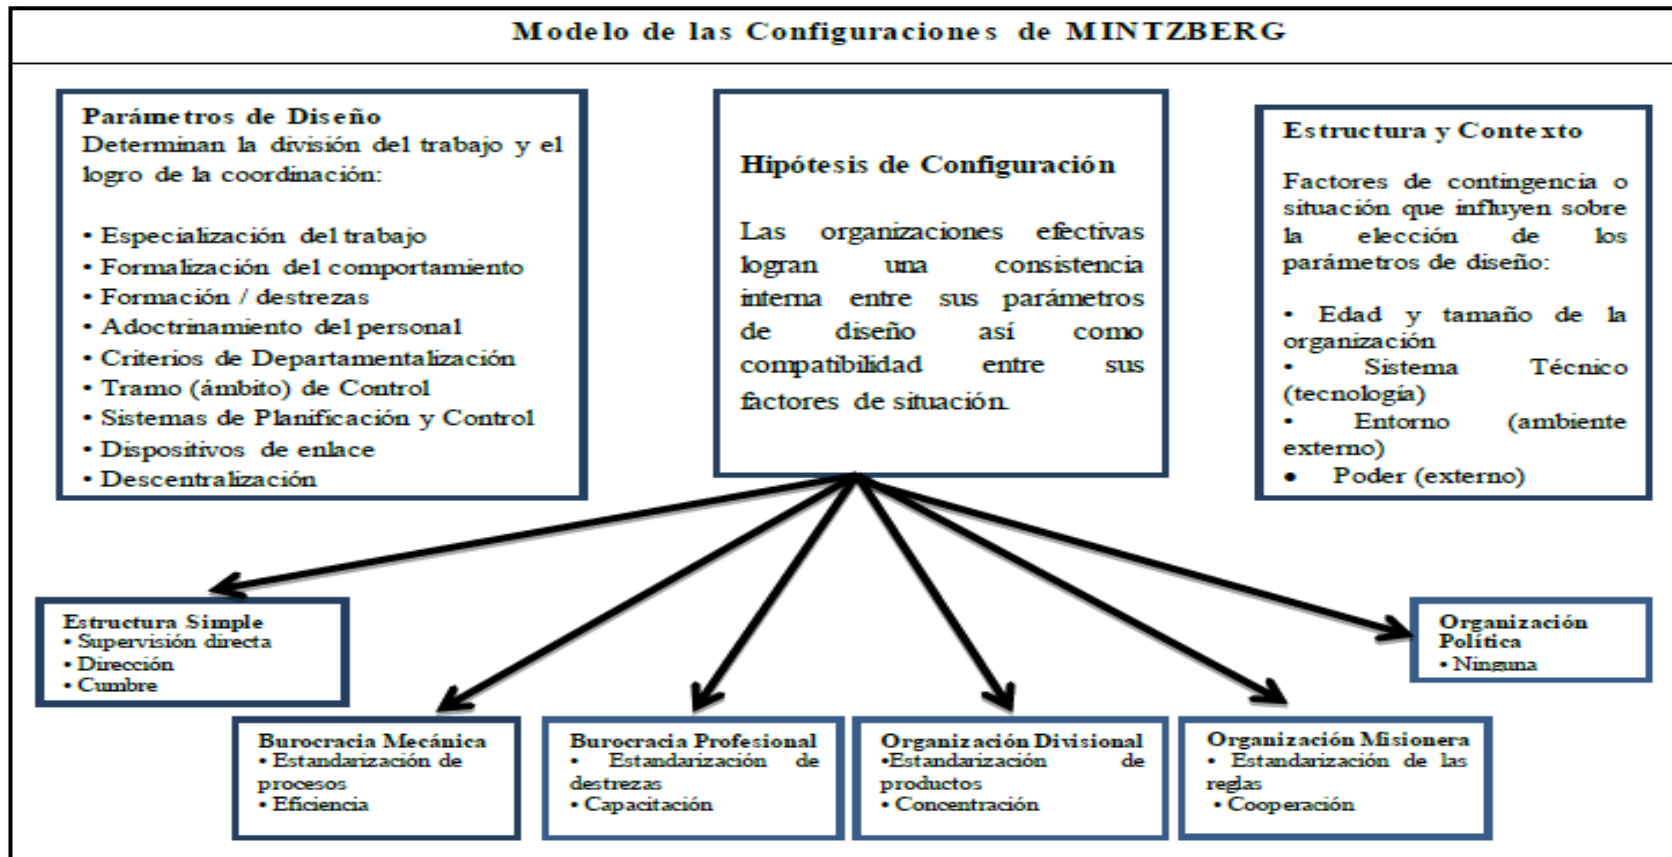 Modelo de las Configuraciones de MINTZBERG
Parámetros de Diseño
Determinan la división del trabajo y el
logro de la coordinación:
• Especialización del trabajo
• Formalización del comportamiento
• Formación / destrezas
• Adoctrinamiento del personal
• Criterios de Departamentalización
• Tramo (ámbito) de Control
• Sistemas de Planificación y Control
• Dispositivos de enlace
• Descentralización
Hipótesis de Configuración
Las organizaciones efectivas
logran una consistencia
interna entre sus parámetros
de diseño así como
compatibilidad entre sus
factores de situación.
Estructura y Contexto
Factores de contingencia o
situación que influyen sobre
la elección de los
parámetros de diseño:
• Edad y tamaño de la
organización
• Sistema Técnico
(tecnología)
• Entorno (ambiente
externo)
• Poder (externo)
Estructura Simple
• Supervisión directa
• Dirección
• Cumbre
Burocracia Mecánica
• Estandarización de
procesos
• Eficiencia
Burocracia Profesional
• Estandarización de
destrezas
• Capacitación
Organización Divisional
•Estandarización de
productos
• Concentración
Organización Misionera
• Estandarización de las
reglas
• Cooperación
Organización
Política
• Ninguna